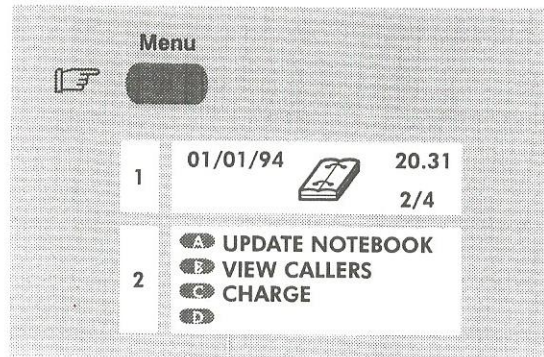 Menu
1 01/01/94 20.31
2/4
A UPDATE NOTEBOOK
B VIEW CALLERS
2 C CHARGE
D